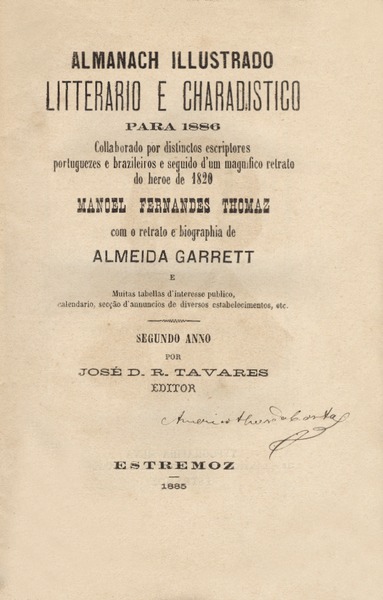 ALMANACH ILLUSTRADO
LITTERARIO E CHARADISTICO
PARA 1886
Collaborado por distinctos escriptores
portuguezes e brazileiros e seguido d'um magnifico retrato
do heroe de 1820
MANOEL FERNANDES THOMAZ
com o retrato e biographia de
ALMEIDA GARRETT
E
Muitas tabellas d'interesse publico,
calendario, secção d'annuncios de diversos estabelecimentos, etc.
SEGUNDO ANNO
POR
JOSÉ D. R. TAVARES
EDITOR
ESTREMOZ
1885